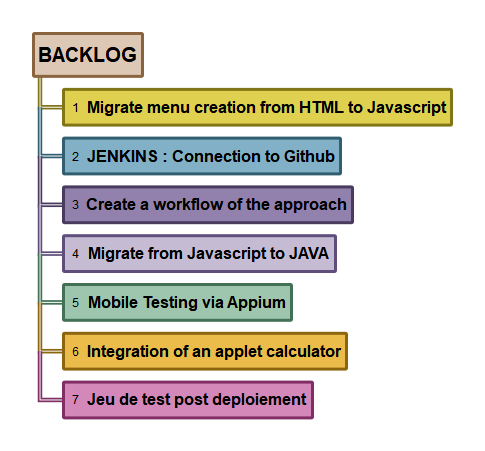 BACKLOG
1 Migrate menu creation from HTML to Javascript
2 JENKINS : Connection to Github
3 Create a workflow of the approach
4 Migrate from Javascript to JAVA
5 Mobile Testing via Appium
6 Integration of an applet calculator
7 Jeu de test post deploiement